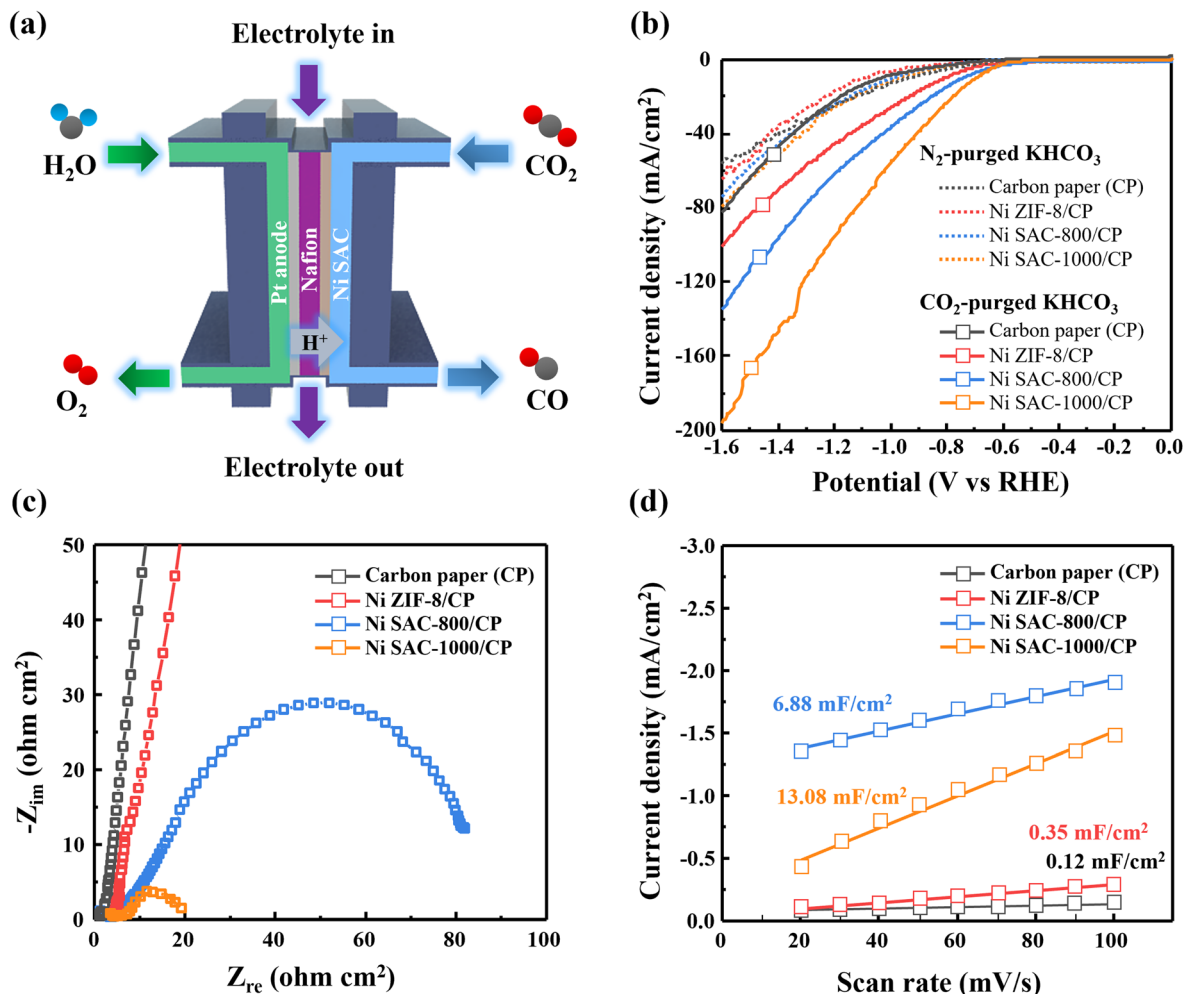 (a)
Electrolyte in
H₂O
CO₂
Pt anode
Nafion
Ni SAC
H⁺
O₂
CO
Electrolyte out
(b)
Current density (mA/cm²)
0
-40
-80
-120
-160
-200
N₂-purged KHCO₃
Carbon paper (CP)
Ni ZIF-8/CP
Ni SAC-800/CP
Ni SAC-1000/CP
CO₂-purged KHCO₃
Carbon paper (CP)
Ni ZIF-8/CP
Ni SAC-800/CP
Ni SAC-1000/CP
-1.6 -1.4 -1.2 -1.0 -0.8 -0.6 -0.4 -0.2 0.0
Potential (V vs RHE)
(c)
-Zim (ohm cm²)
50
40
30
20
10
0
Carbon paper (CP)
Ni ZIF-8/CP
Ni SAC-800/CP
Ni SAC-1000/CP
0 20 40 60 80 100
Zre (ohm cm²)
(d)
Current density (mA/cm²)
-3.0
-2.5
-2.0
-1.5
-1.0
-0.5
0.0
Carbon paper (CP)
Ni ZIF-8/CP
Ni SAC-800/CP
Ni SAC-1000/CP
6.88 mF/cm²
13.08 mF/cm²
0.35 mF/cm²
0.12 mF/cm²
20 40 60 80 100
Scan rate (mV/s)